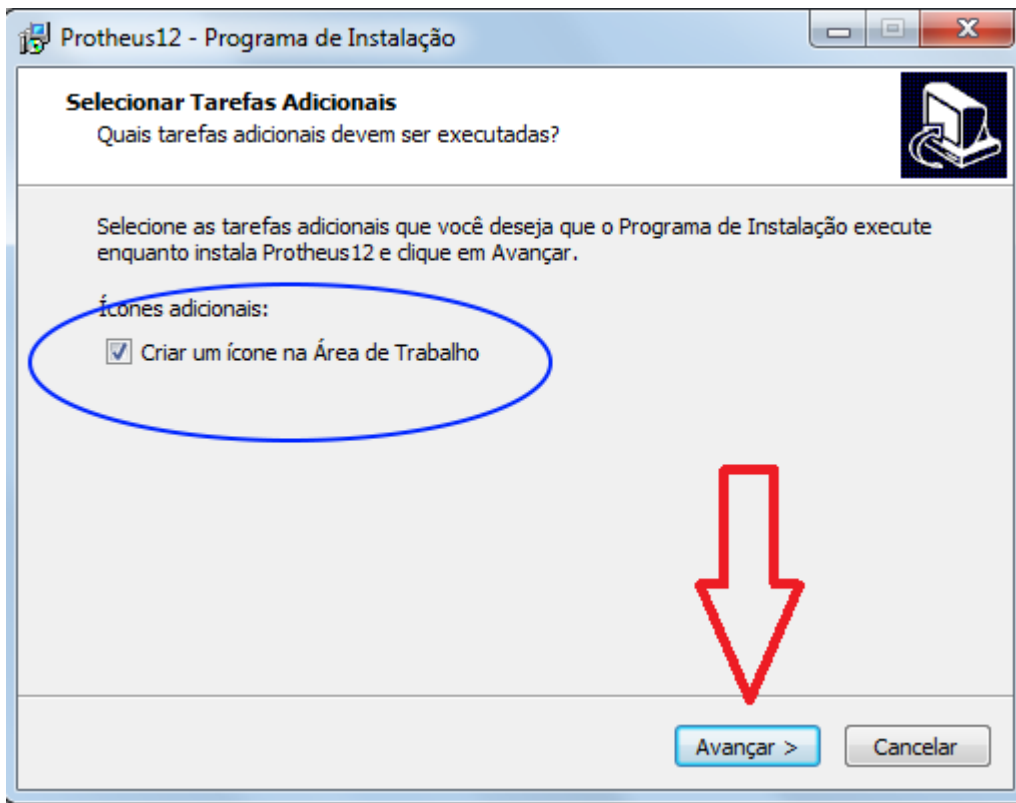 Protheus12 - Programa de Instalação
Selecionar Tarefas Adicionais
Quais tarefas adicionais devem ser executadas?
Selecione as tarefas adicionais que você deseja que o Programa de Instalação execute
enquanto instala Protheus12 e clique em Avançar.
Ícones adicionais:
Criar um ícone na Área de Trabalho
Avançar >
Cancelar